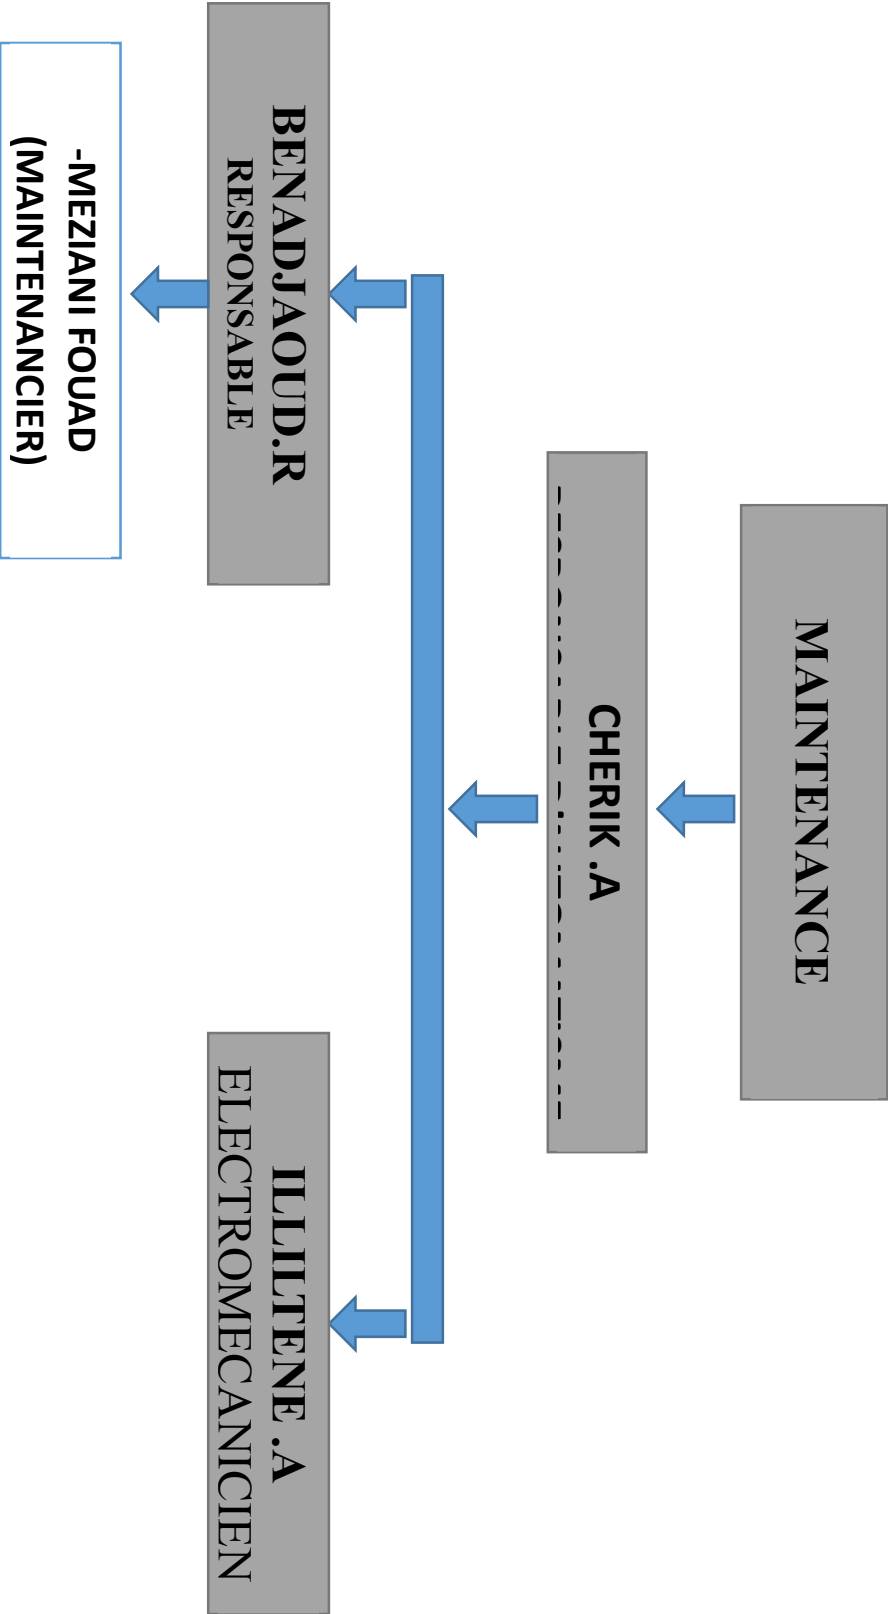 MAINTENANCE
CHERIK .A
BENADJAOUD.R
RESPONSABLE
-MEZIANI FOUAD
(MAINTENANCIER)
ILLILTENE .A
ELECTROMECANICIEN